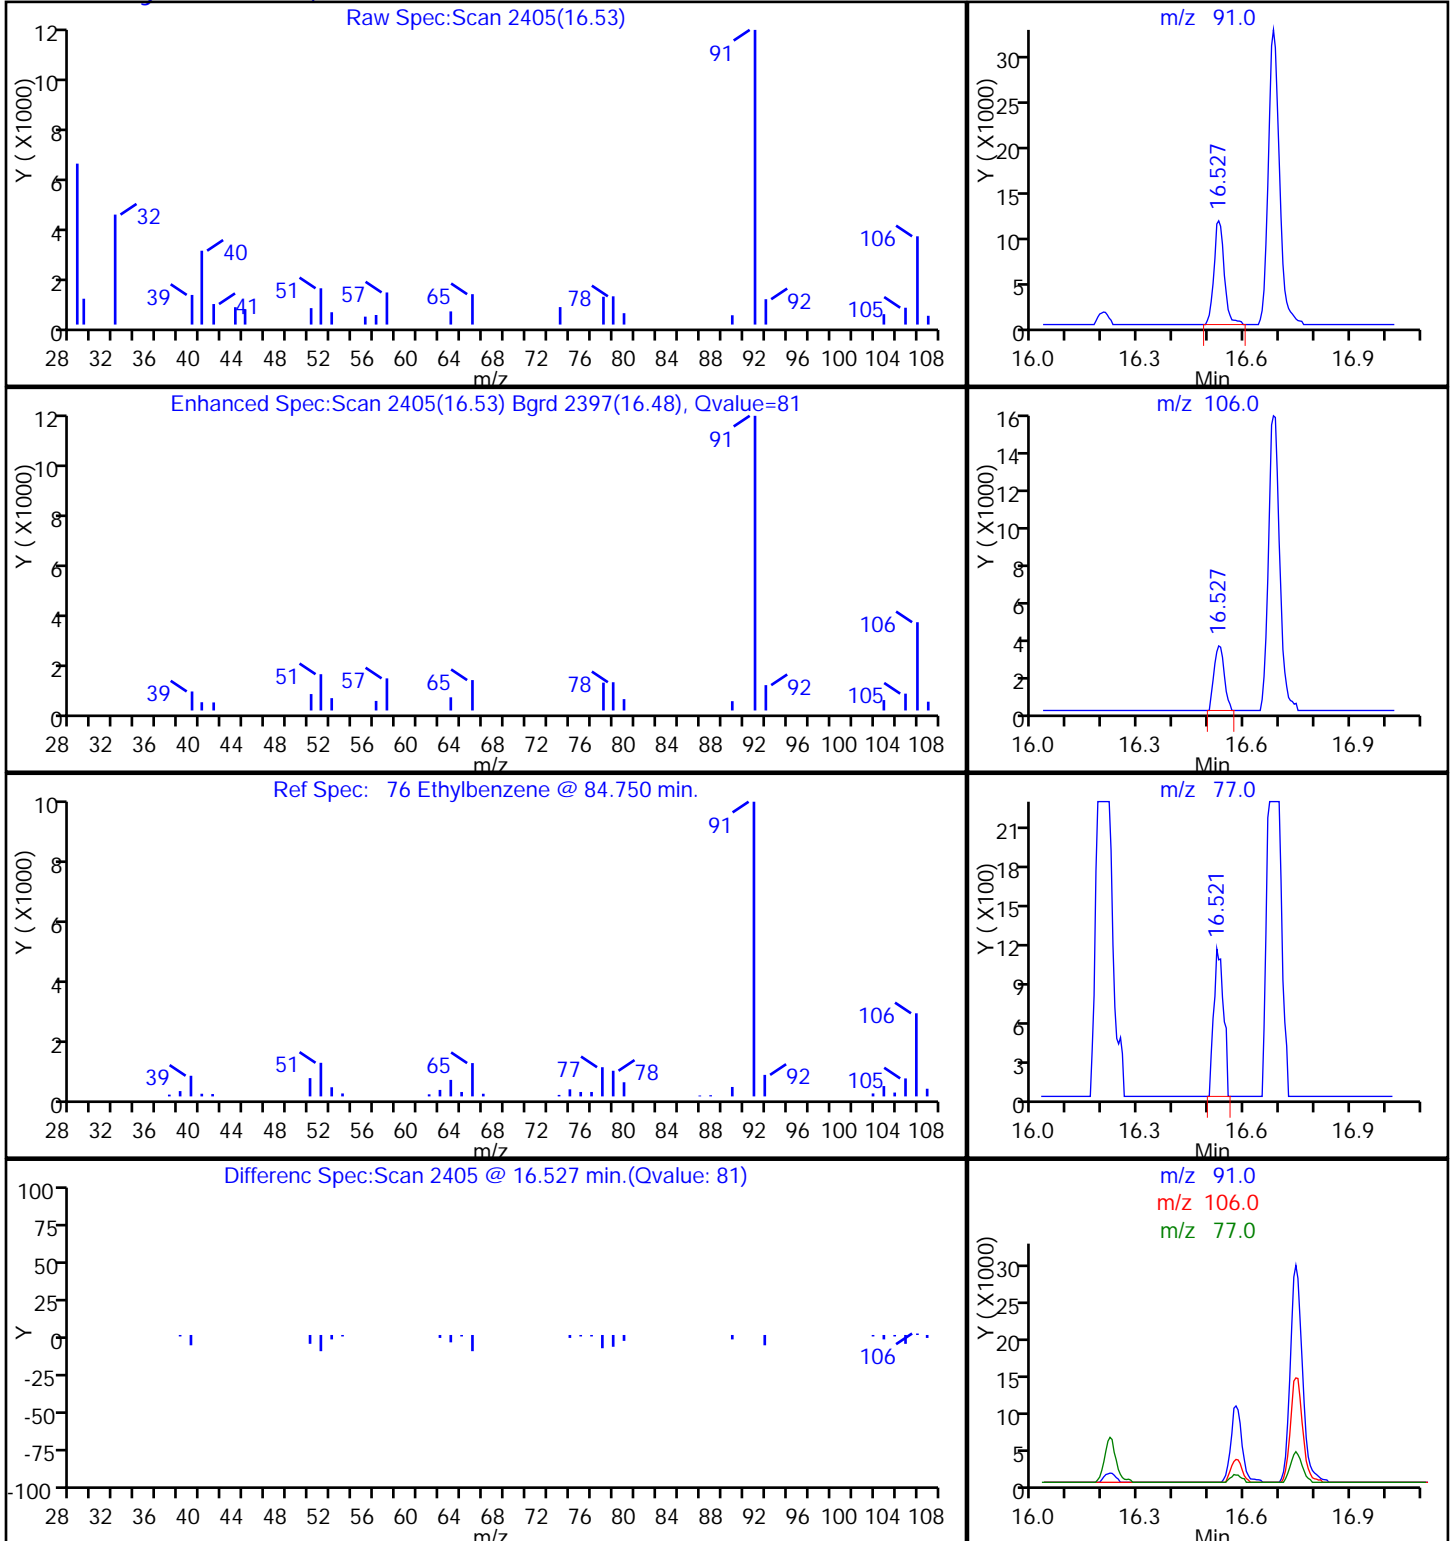 Raw Spec:Scan 2405(16.53)
Y ( X1000)
12
10
8
6
4
2
0
91
32
40
39
41
51
57
65
78
92
105
106
28 32 36 40 44 48 52 56 60 64 68 72 76 80 84 88 92 96 100 104 108
m/z
m/z 91.0
Y ( X1000)
30
25
20
15
10
5
0
16.527
16.0 16.3 16.6 16.9
Min
Enhanced Spec:Scan 2405(16.53) Bgrd 2397(16.48), Qvalue=81
Y ( X1000)
12
10
8
6
4
2
0
91
39
51
57
65
78
92
105
106
28 32 36 40 44 48 52 56 60 64 68 72 76 80 84 88 92 96 100 104 108
m/z
m/z 106.0
Y ( X1000)
16
14
12
10
8
6
4
2
0
16.527
16.0 16.3 16.6 16.9
Min
Ref Spec: 76 Ethylbenzene @ 84.750 min.
Y ( X1000)
10
8
6
4
2
0
91
39
51
65
77
78
92
105
106
28 32 36 40 44 48 52 56 60 64 68 72 76 80 84 88 92 96 100 104 108
m/z
m/z 77.0
Y ( X100)
21
18
15
12
9
6
3
0
16.521
16.0 16.3 16.6 16.9
Min
Differenc Spec:Scan 2405 @ 16.527 min.(Qvalue: 81)
Y
100
75
50
25
0
-25
-50
-75
-100
106
28 32 36 40 44 48 52 56 60 64 68 72 76 80 84 88 92 96 100 104 108
m/z
m/z 91.0
m/z 106.0
m/z 77.0
Y ( X1000)
30
25
20
15
10
5
0
16.0 16.3 16.6 16.9
Min